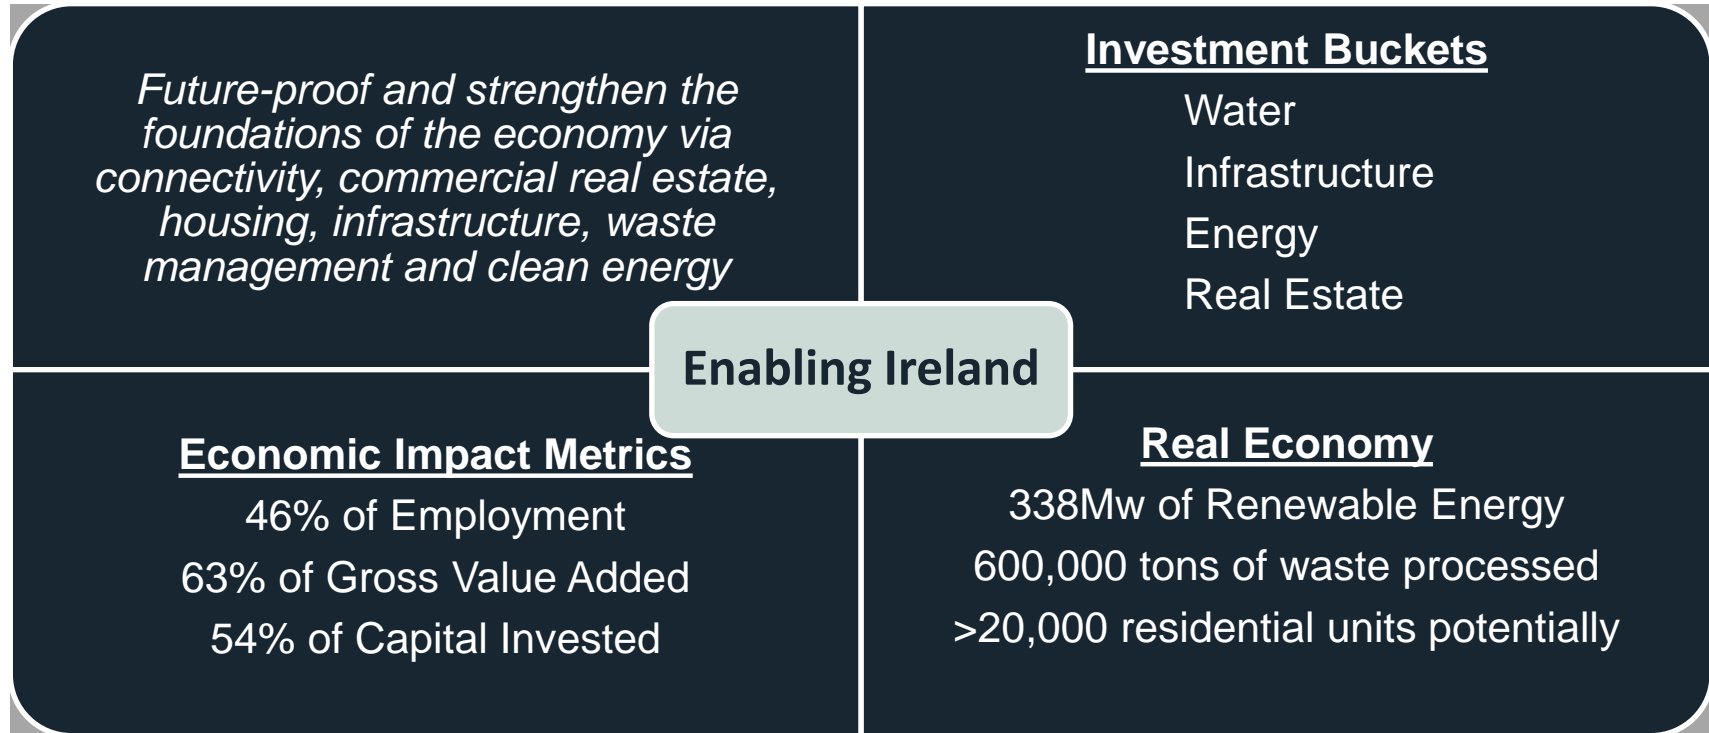 Future-proof and strengthen the
foundations of the economy via
connectivity, commercial real estate,
housing, infrastructure, waste
management and clean energy
Investment Buckets
Water
Infrastructure
Energy
Real Estate
Enabling Ireland
Economic Impact Metrics
46% of Employment
63% of Gross Value Added
54% of Capital Invested
Real Economy
338Mw of Renewable Energy
600,000 tons of waste processed
>20,000 residential units potentially